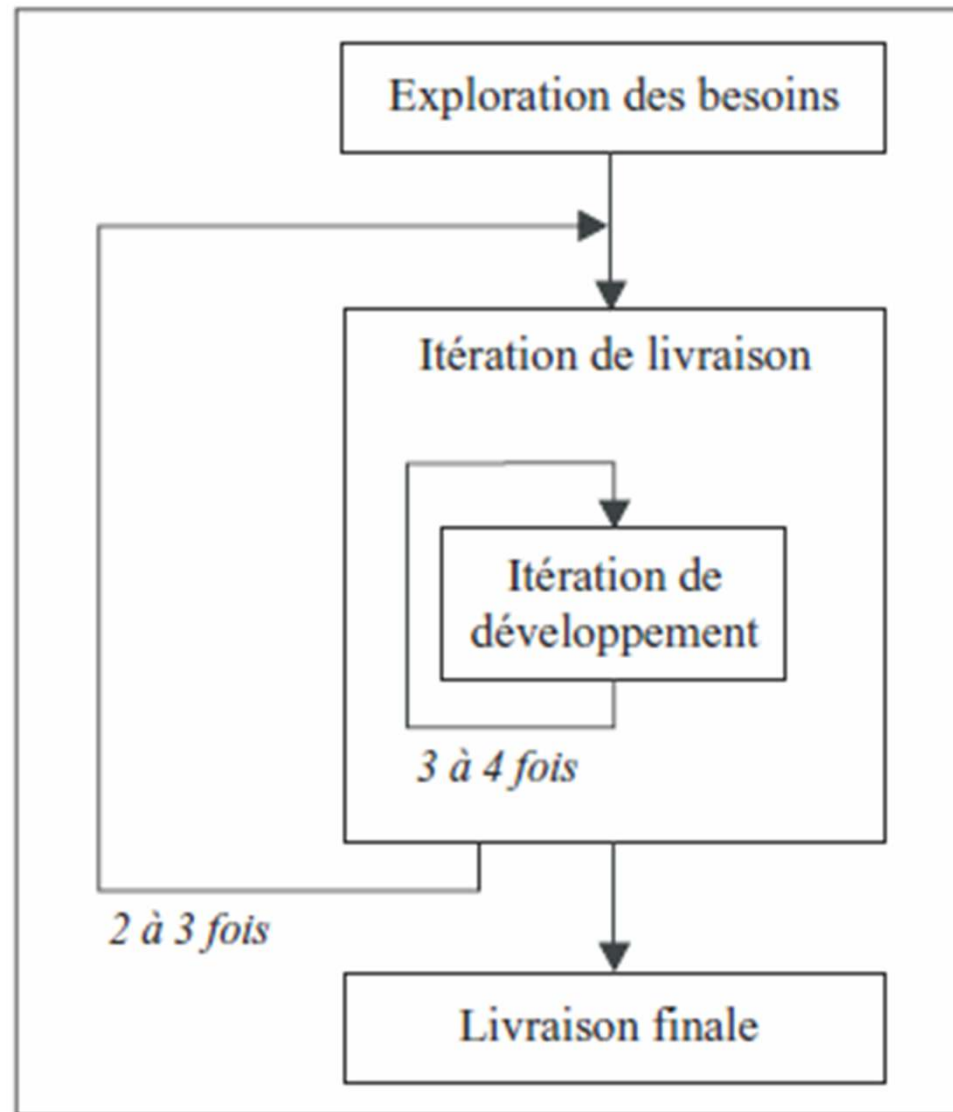 Exploration des besoins
Itération de livraison
Itération de
développement
3 à 4 fois
2 à 3 fois
Livraison finale